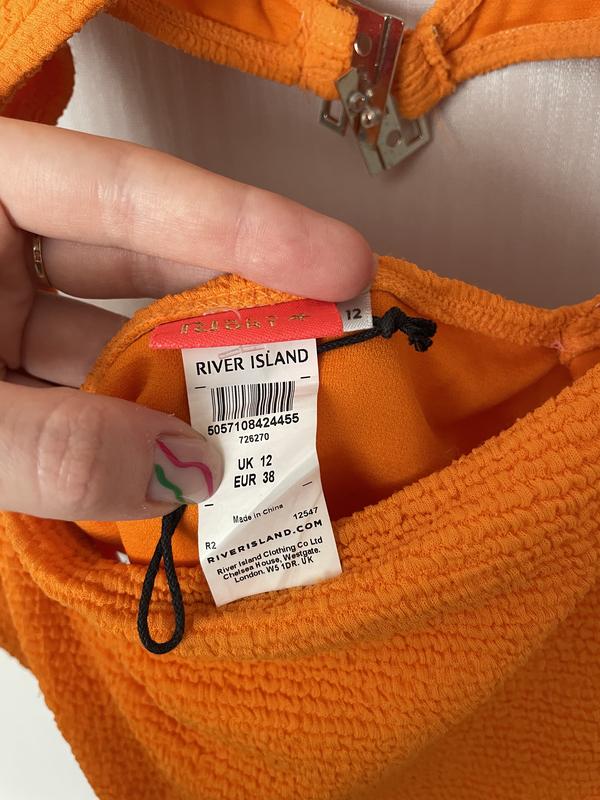 12
RIVER ISLAND
5057108424455
726270
UK 12
EUR 38
Made in China
12547
R2
RIVERISLAND.COM
River Island Clothing Co Ltd
Chelsea House, Westgate,
London, W5 1DR. UK